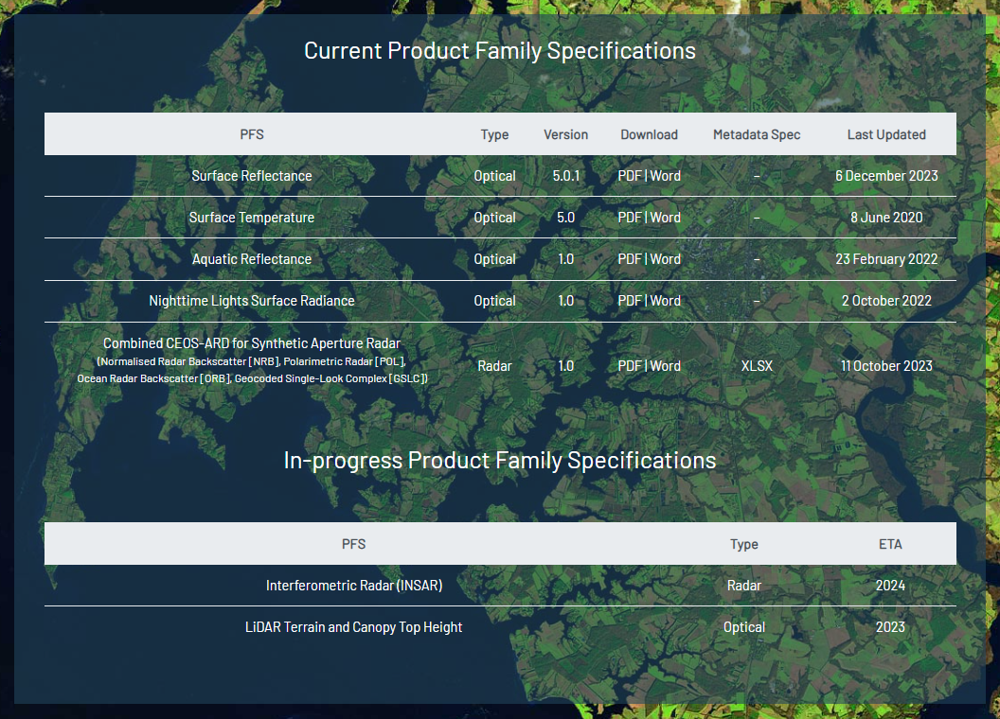 Current Product Family Specifications
PFS Type Version Download Metadata Spec Last Updated
Surface Reflectance Optical 5.0.1 PDF | Word – 6 December 2023
Surface Temperature Optical 5.0 PDF | Word – 8 June 2020
Aquatic Reflectance Optical 1.0 PDF | Word – 23 February 2022
Nighttime Lights Surface Radiance Optical 1.0 PDF | Word – 2 October 2022
Combined CEOS-ARD for Synthetic Aperture Radar
(Normalised Radar Backscatter [NRB], Polarimetric Radar [POL],
Ocean Radar Backscatter [ORB], Geocoded Single-Look Complex [GSLC])
Radar 1.0 PDF | Word XLSX 11 October 2023
In-progress Product Family Specifications
PFS Type ETA
Interferometric Radar (INSAR) Radar 2024
LiDAR Terrain and Canopy Top Height Optical 2023